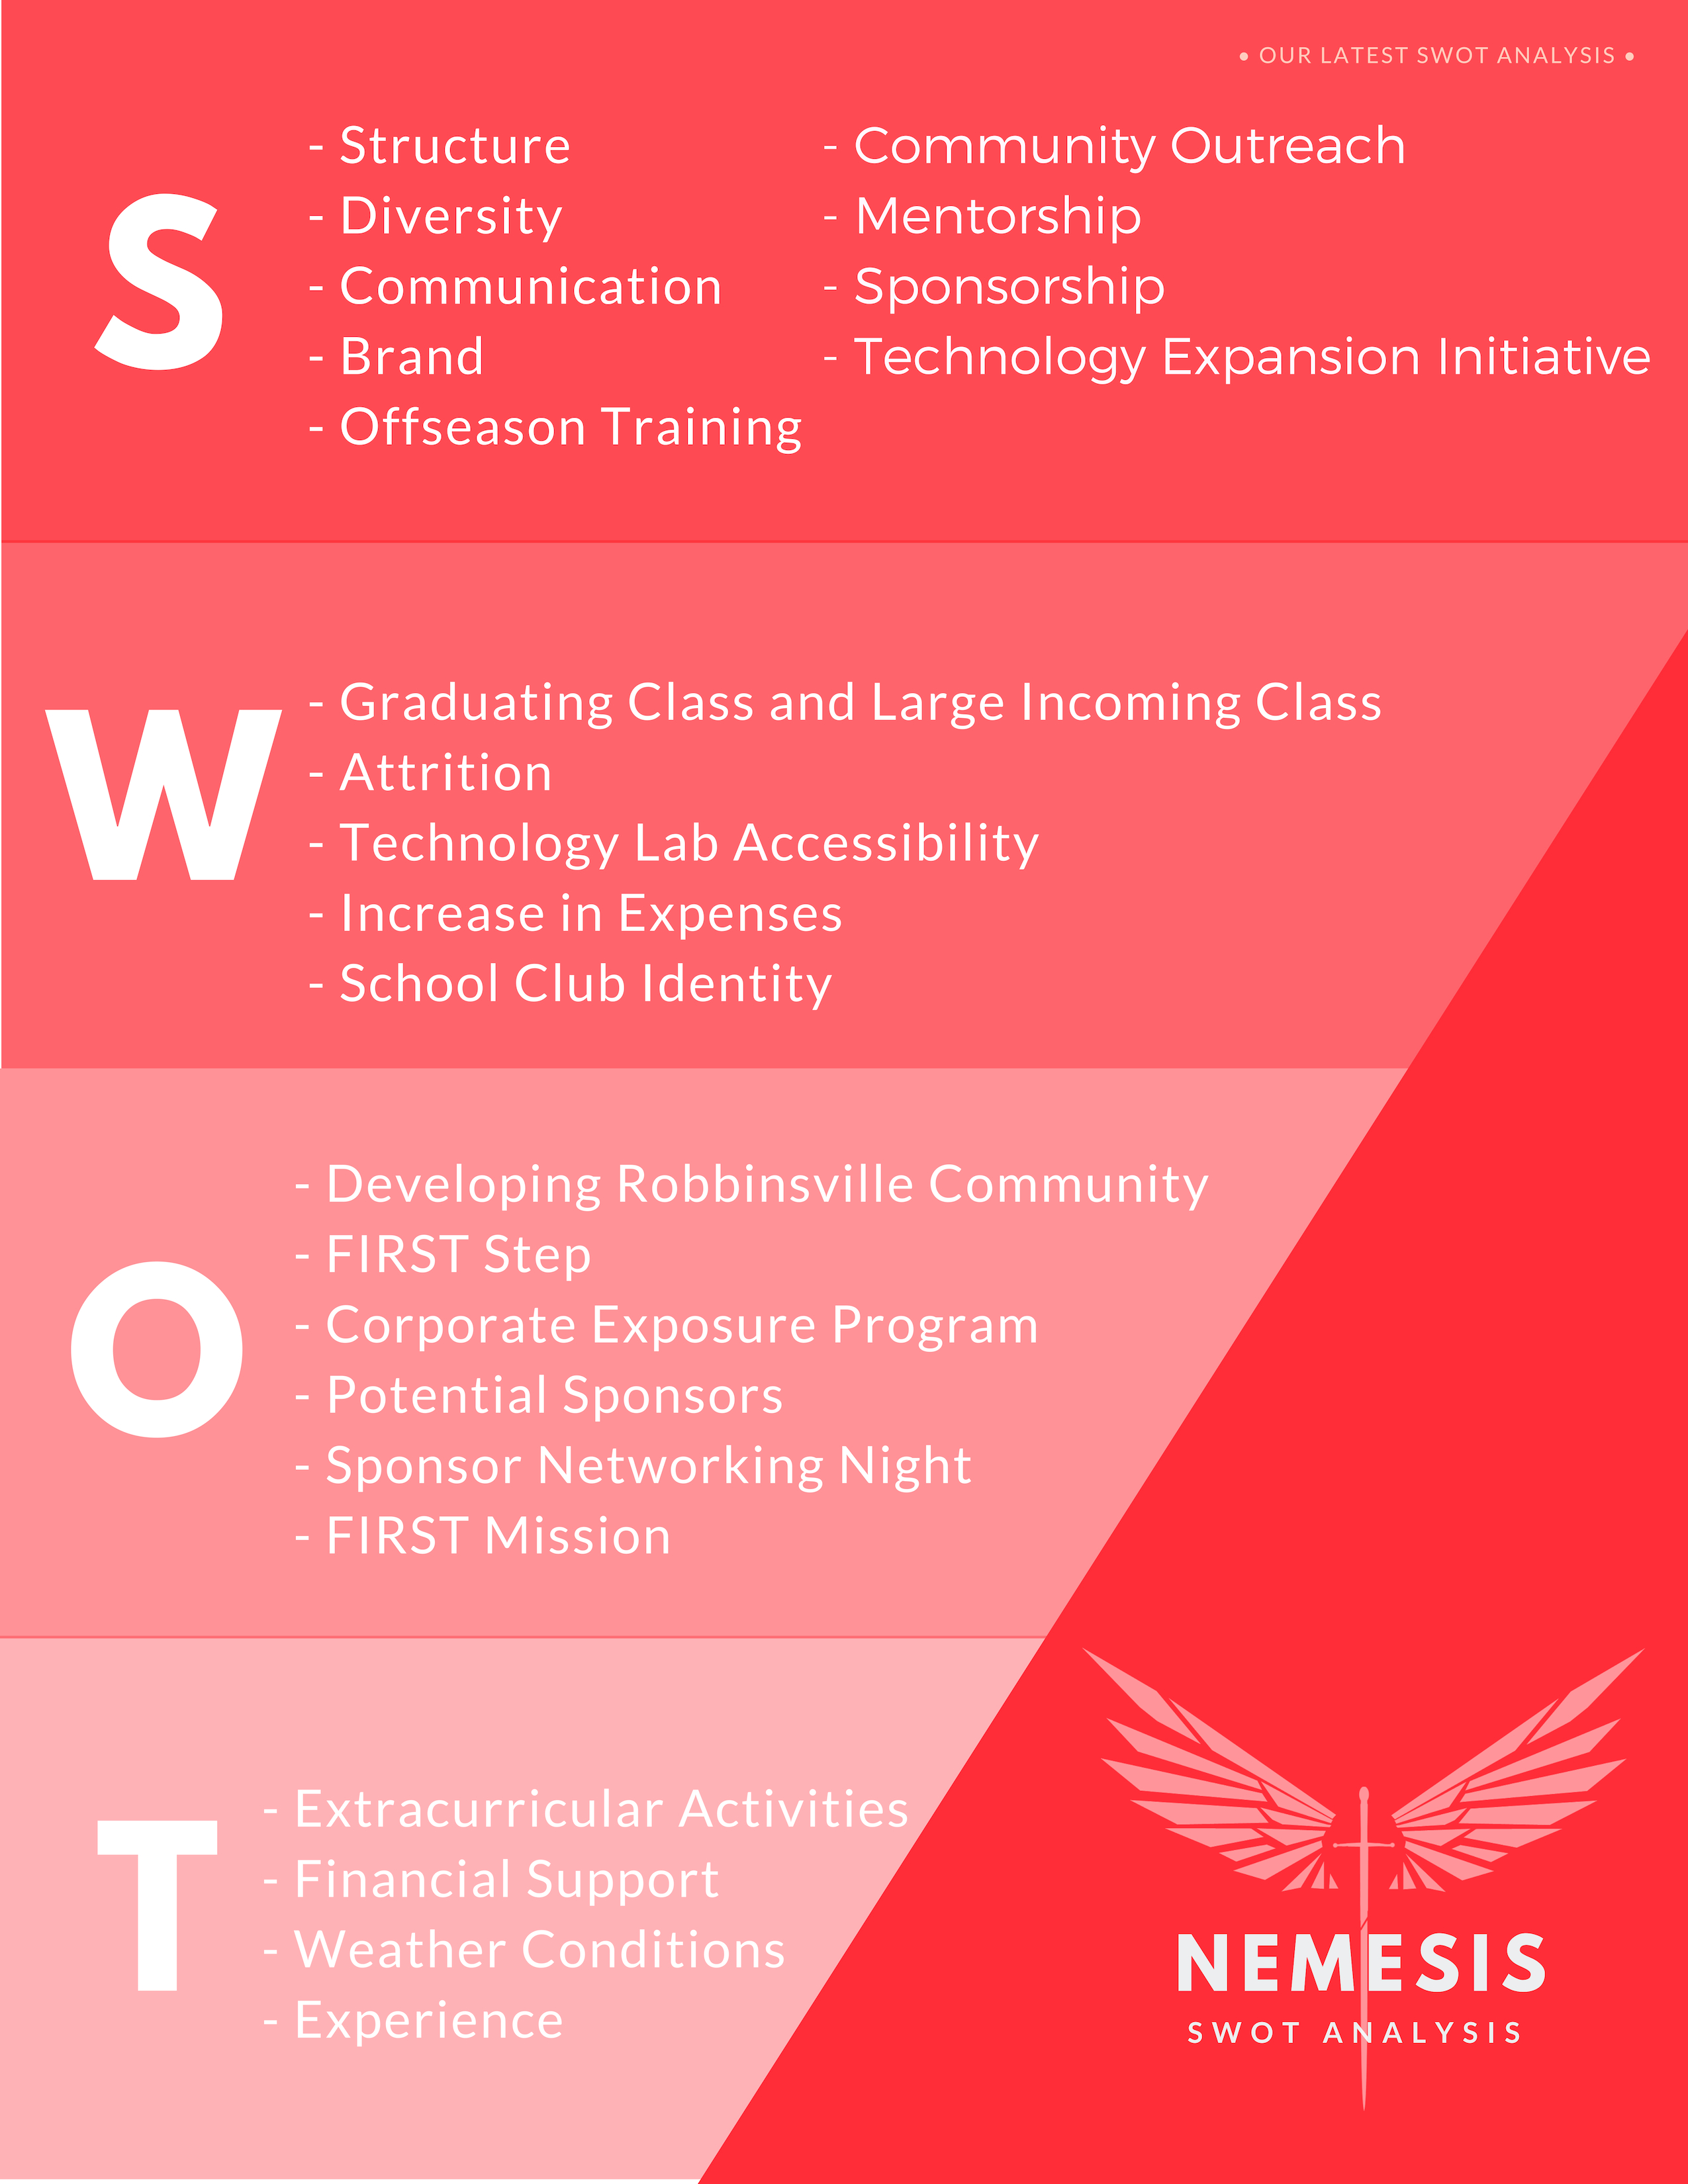 • OUR LATEST SWOT ANALYSIS •
S
- Structure
- Diversity
- Communication
- Brand
- Offseason Training
- Community Outreach
- Mentorship
- Sponsorship
- Technology Expansion Initiative
W
- Graduating Class and Large Incoming Class
- Attrition
- Technology Lab Accessibility
- Increase in Expenses
- School Club Identity
O
- Developing Robbinsville Community
- FIRST Step
- Corporate Exposure Program
- Potential Sponsors
- Sponsor Networking Night
- FIRST Mission
T
- Extracurricular Activities
- Financial Support
- Weather Conditions
- Experience
NEMESIS
SWOT ANALYSIS